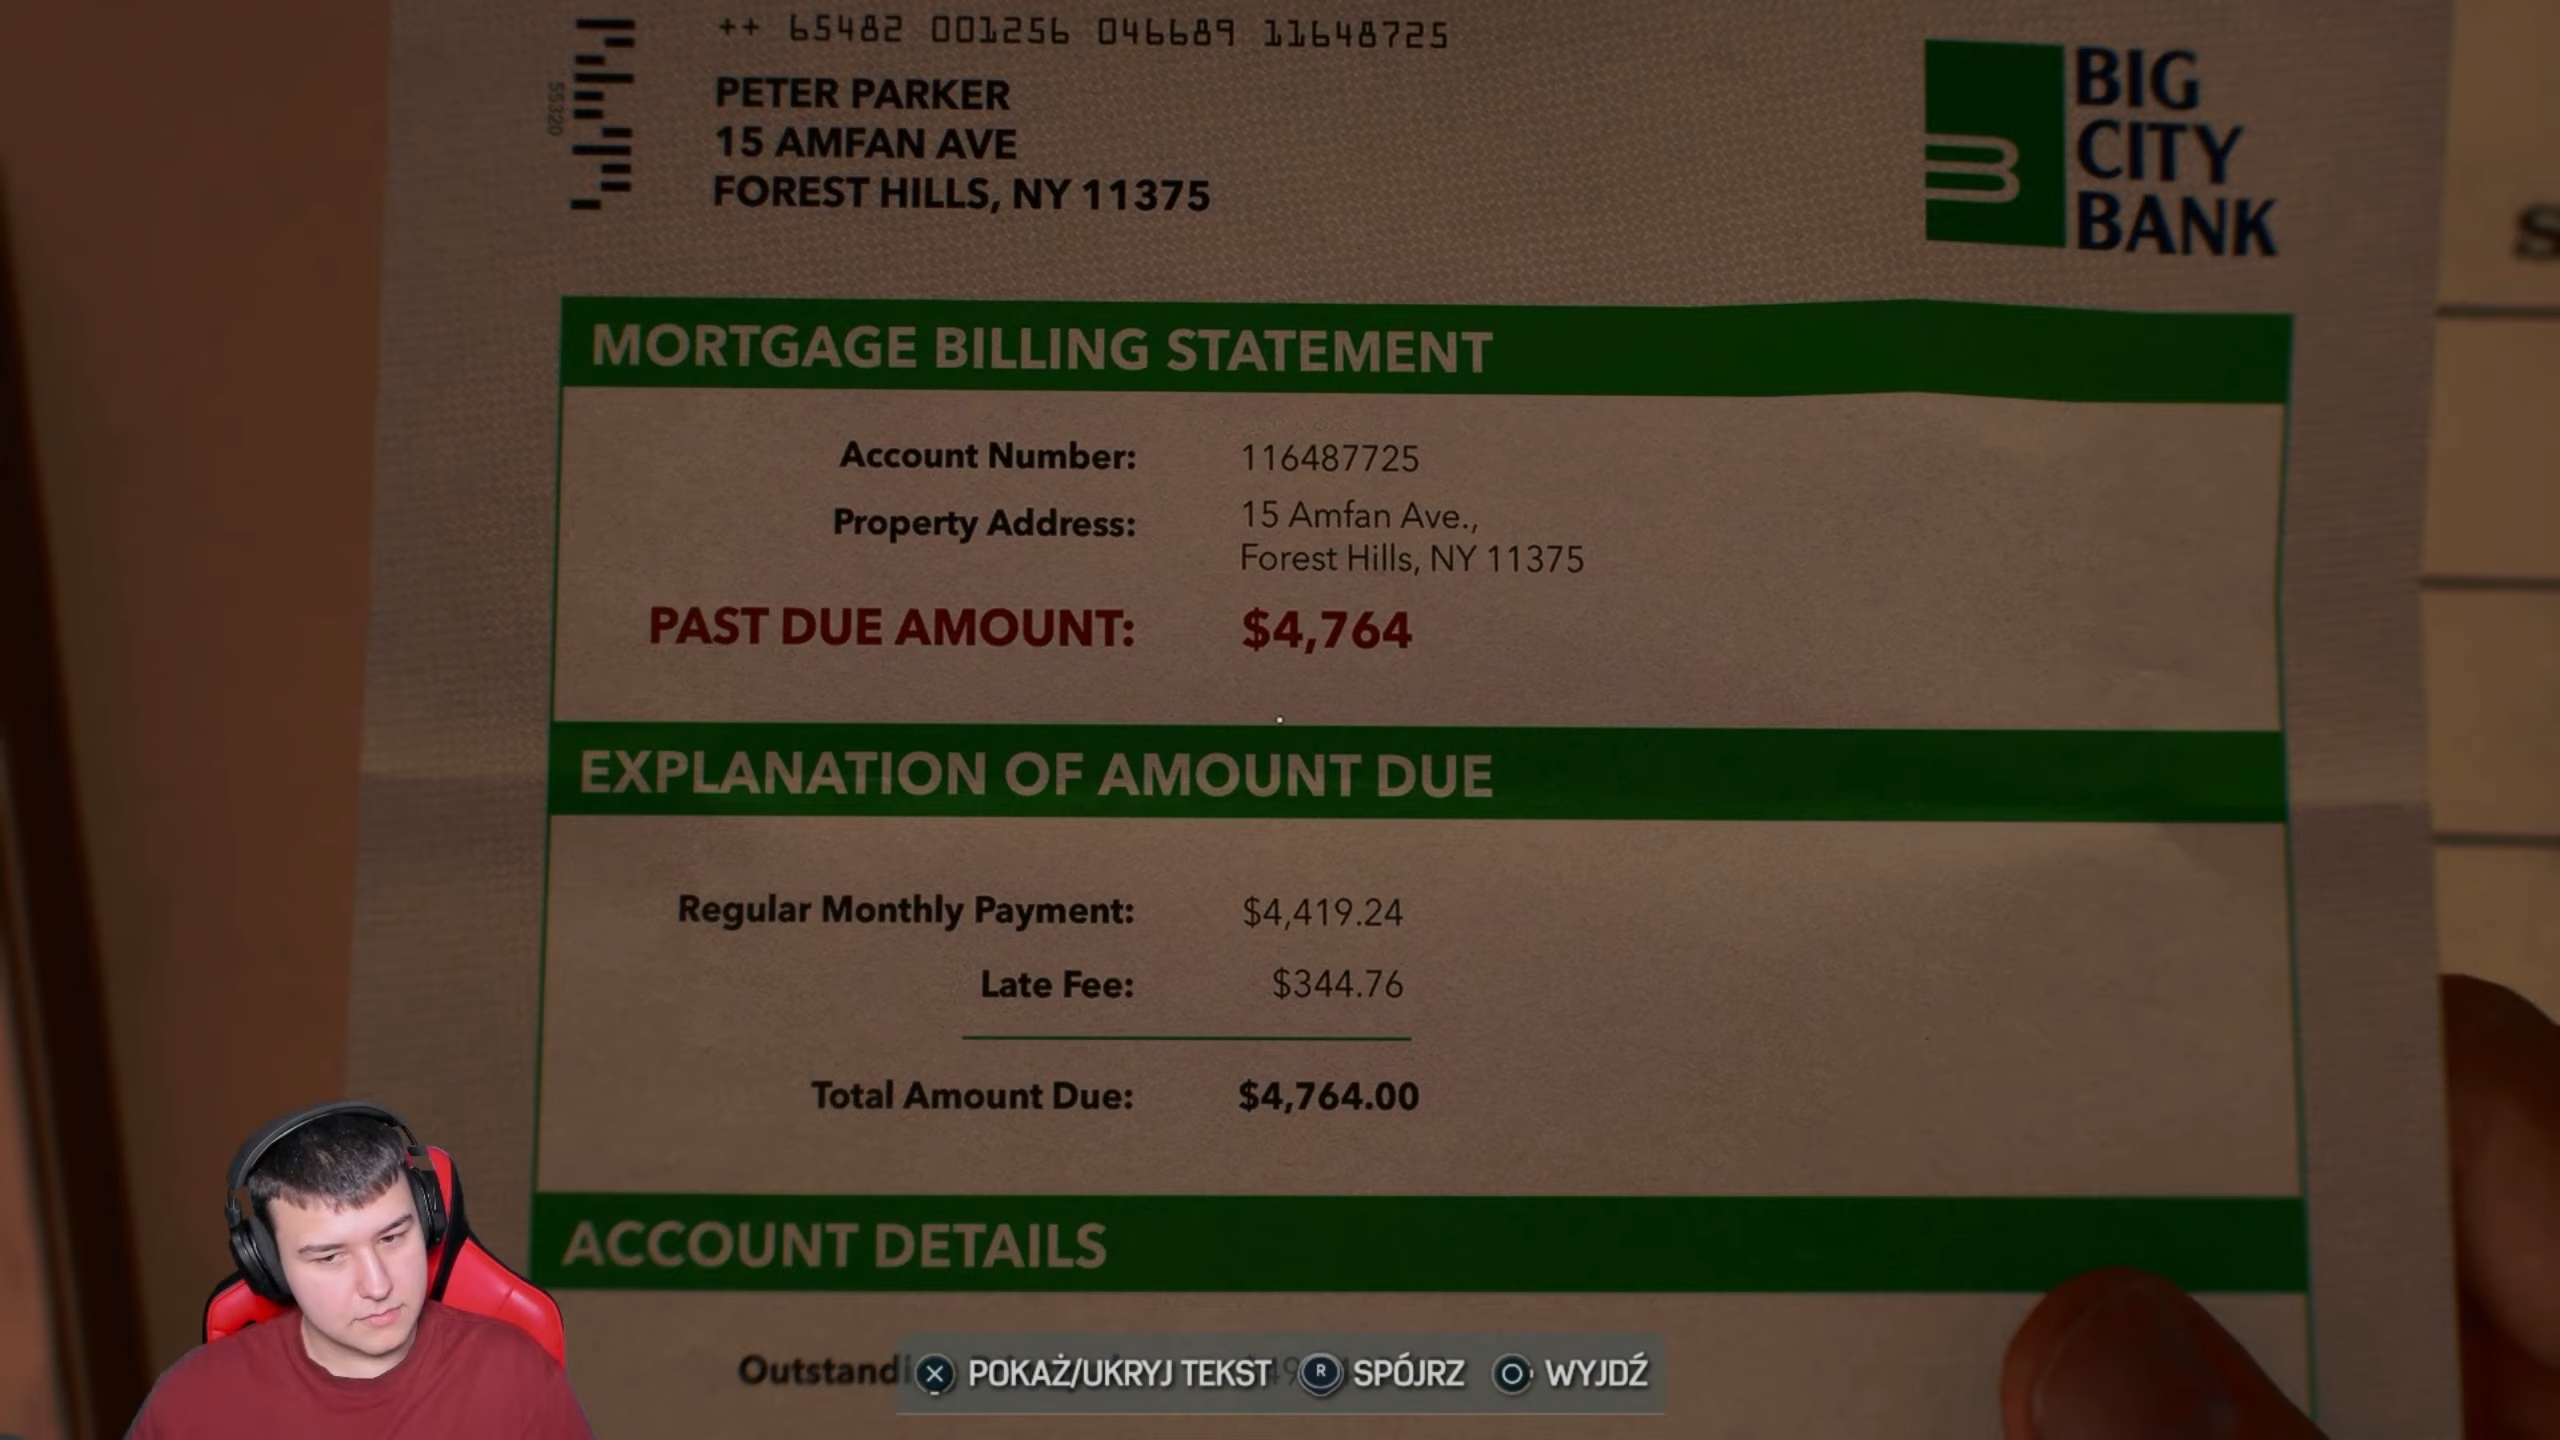 ++ 65482 001256 046689 11648725
55320
PETER PARKER
15 AMFAN AVE
FOREST HILLS, NY 11375
BIG
CITY
BANK
MORTGAGE BILLING STATEMENT
Account Number: 116487725
Property Address: 15 Amfan Ave.,
Forest Hills, NY 11375
PAST DUE AMOUNT: $4,764
EXPLANATION OF AMOUNT DUE
Regular Monthly Payment: $4,419.24
Late Fee: $344.76
Total Amount Due: $4,764.00
ACCOUNT DETAILS
POKAŻ/UKRYJ TEKST R SPÓJRZ WYJDŹ